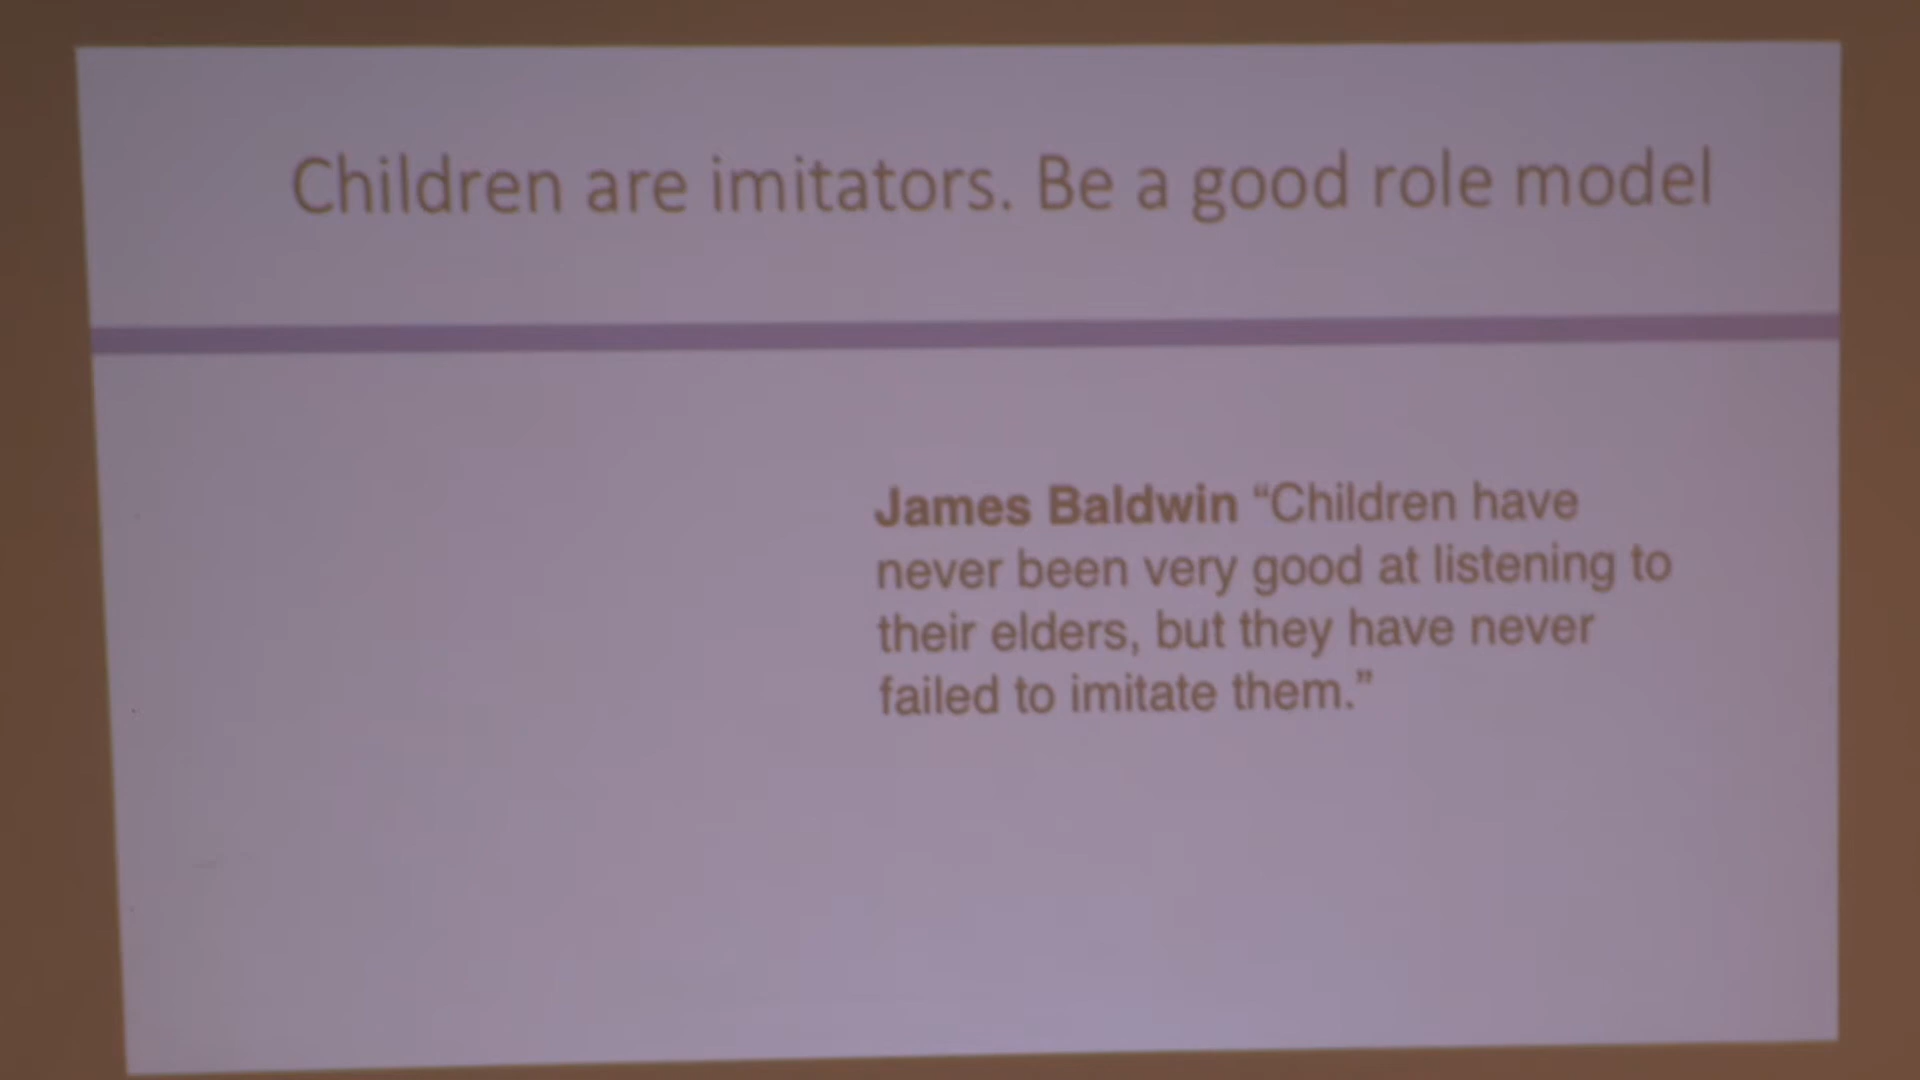 Children are imitators. Be a good role model
James Baldwin “Children have
never been very good at listening to
their elders, but they have never
failed to imitate them.”